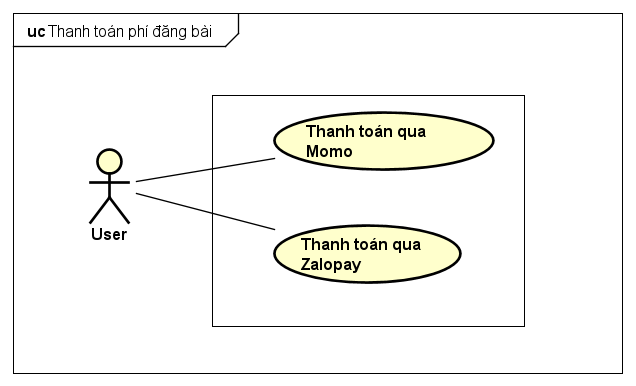 uc Thanh toán phí đăng bài
Thanh toán qua
Momo
User
Thanh toán qua
Zalopay